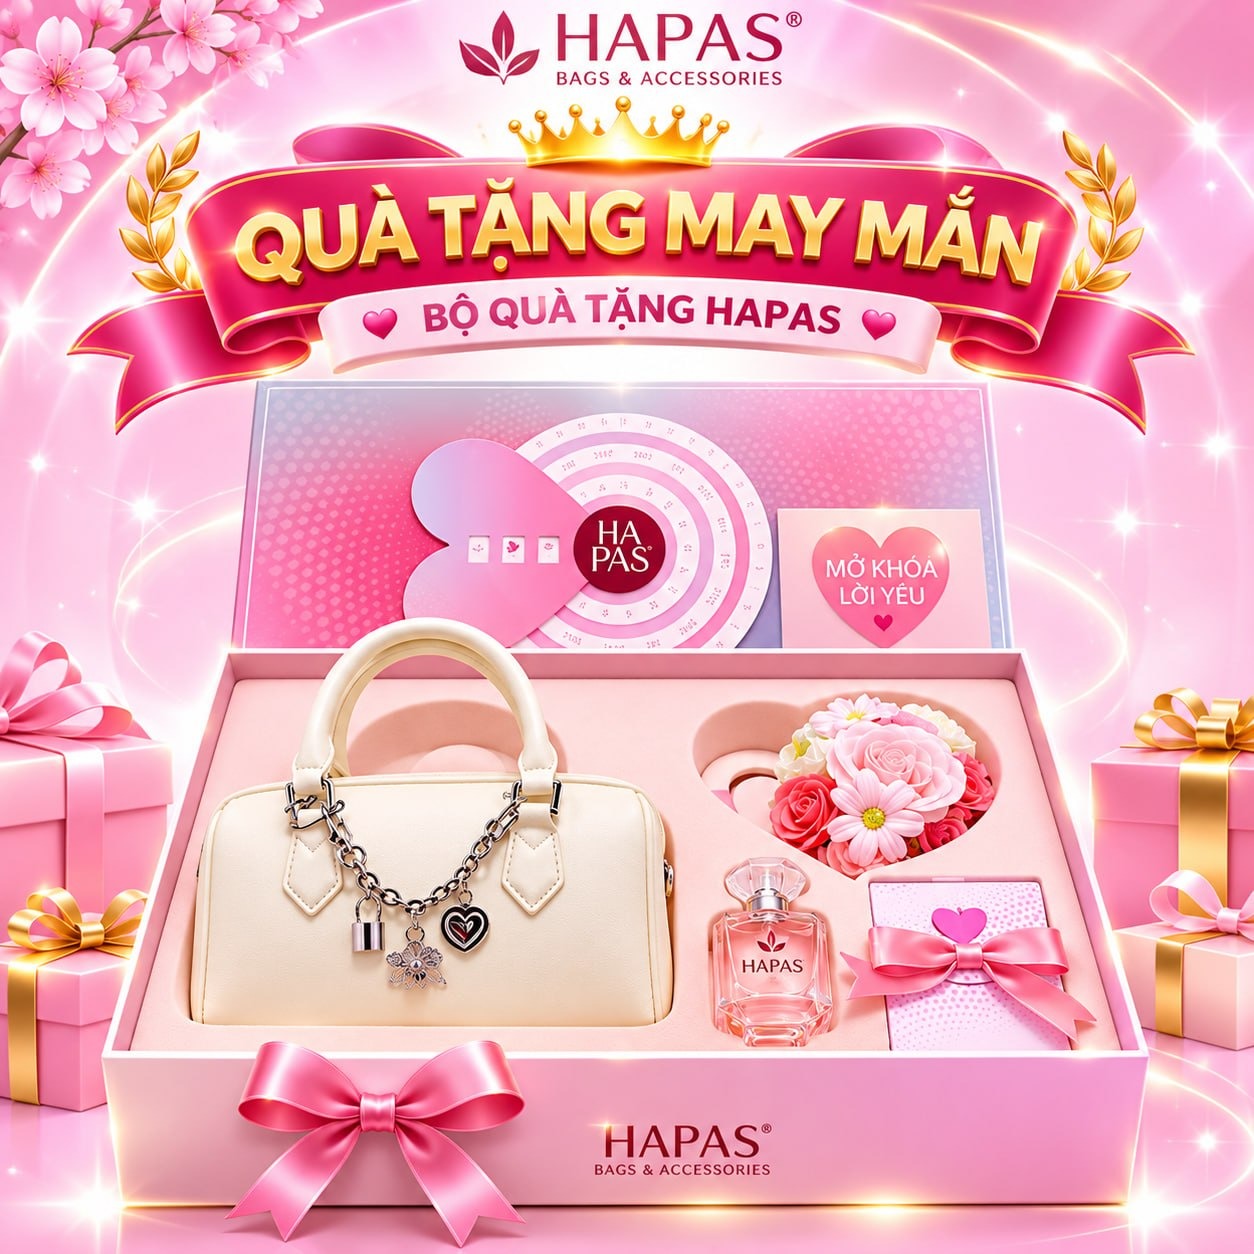 HAPAS®
BAGS & ACCESSORIES
QUÀ TẶNG MAY MẮN
BỘ QUÀ TẶNG HAPAS
HA
PAS®
MỞ KHÓA
LỜI YÊU
HAPAS
HAPAS®
BAGS & ACCESSORIES